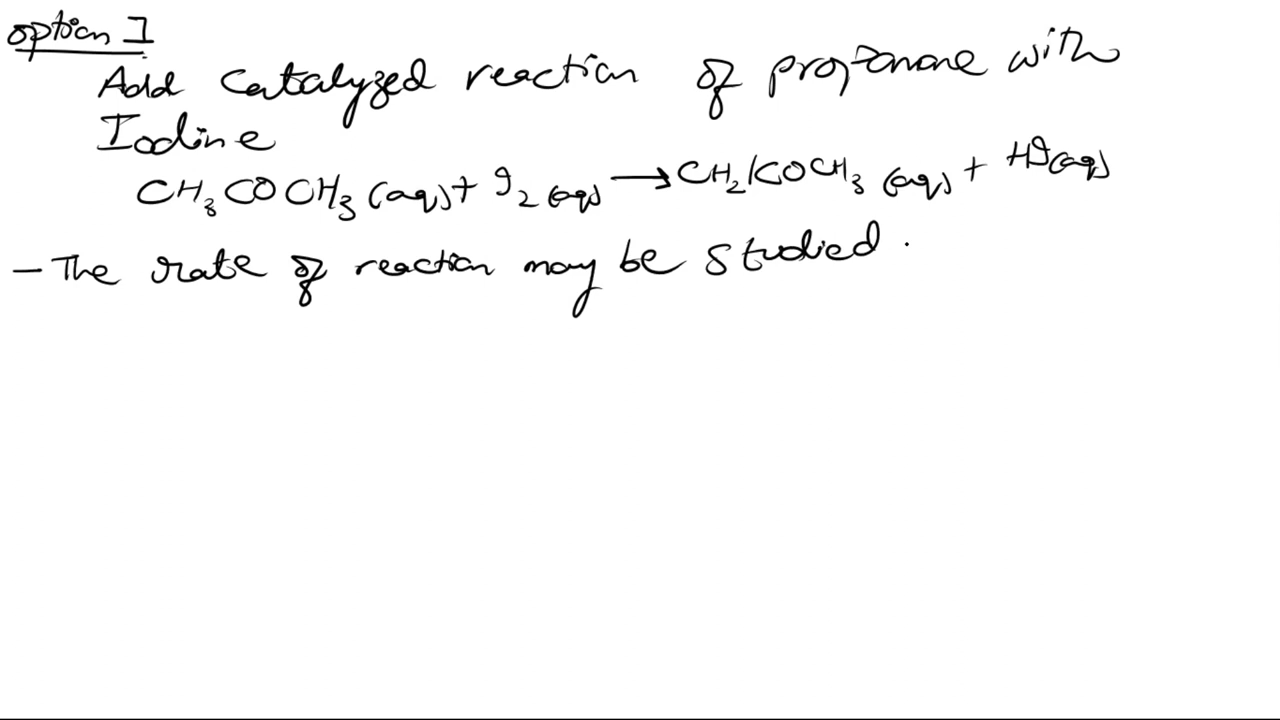 option I
Add Catalyzed reaction of propanone with
Iodine
CH₃COCH₃ (aq) + I₂ (aq) → CH₂ICOCH₃ (aq) + HI (aq)
- The rate of reaction may be studied.